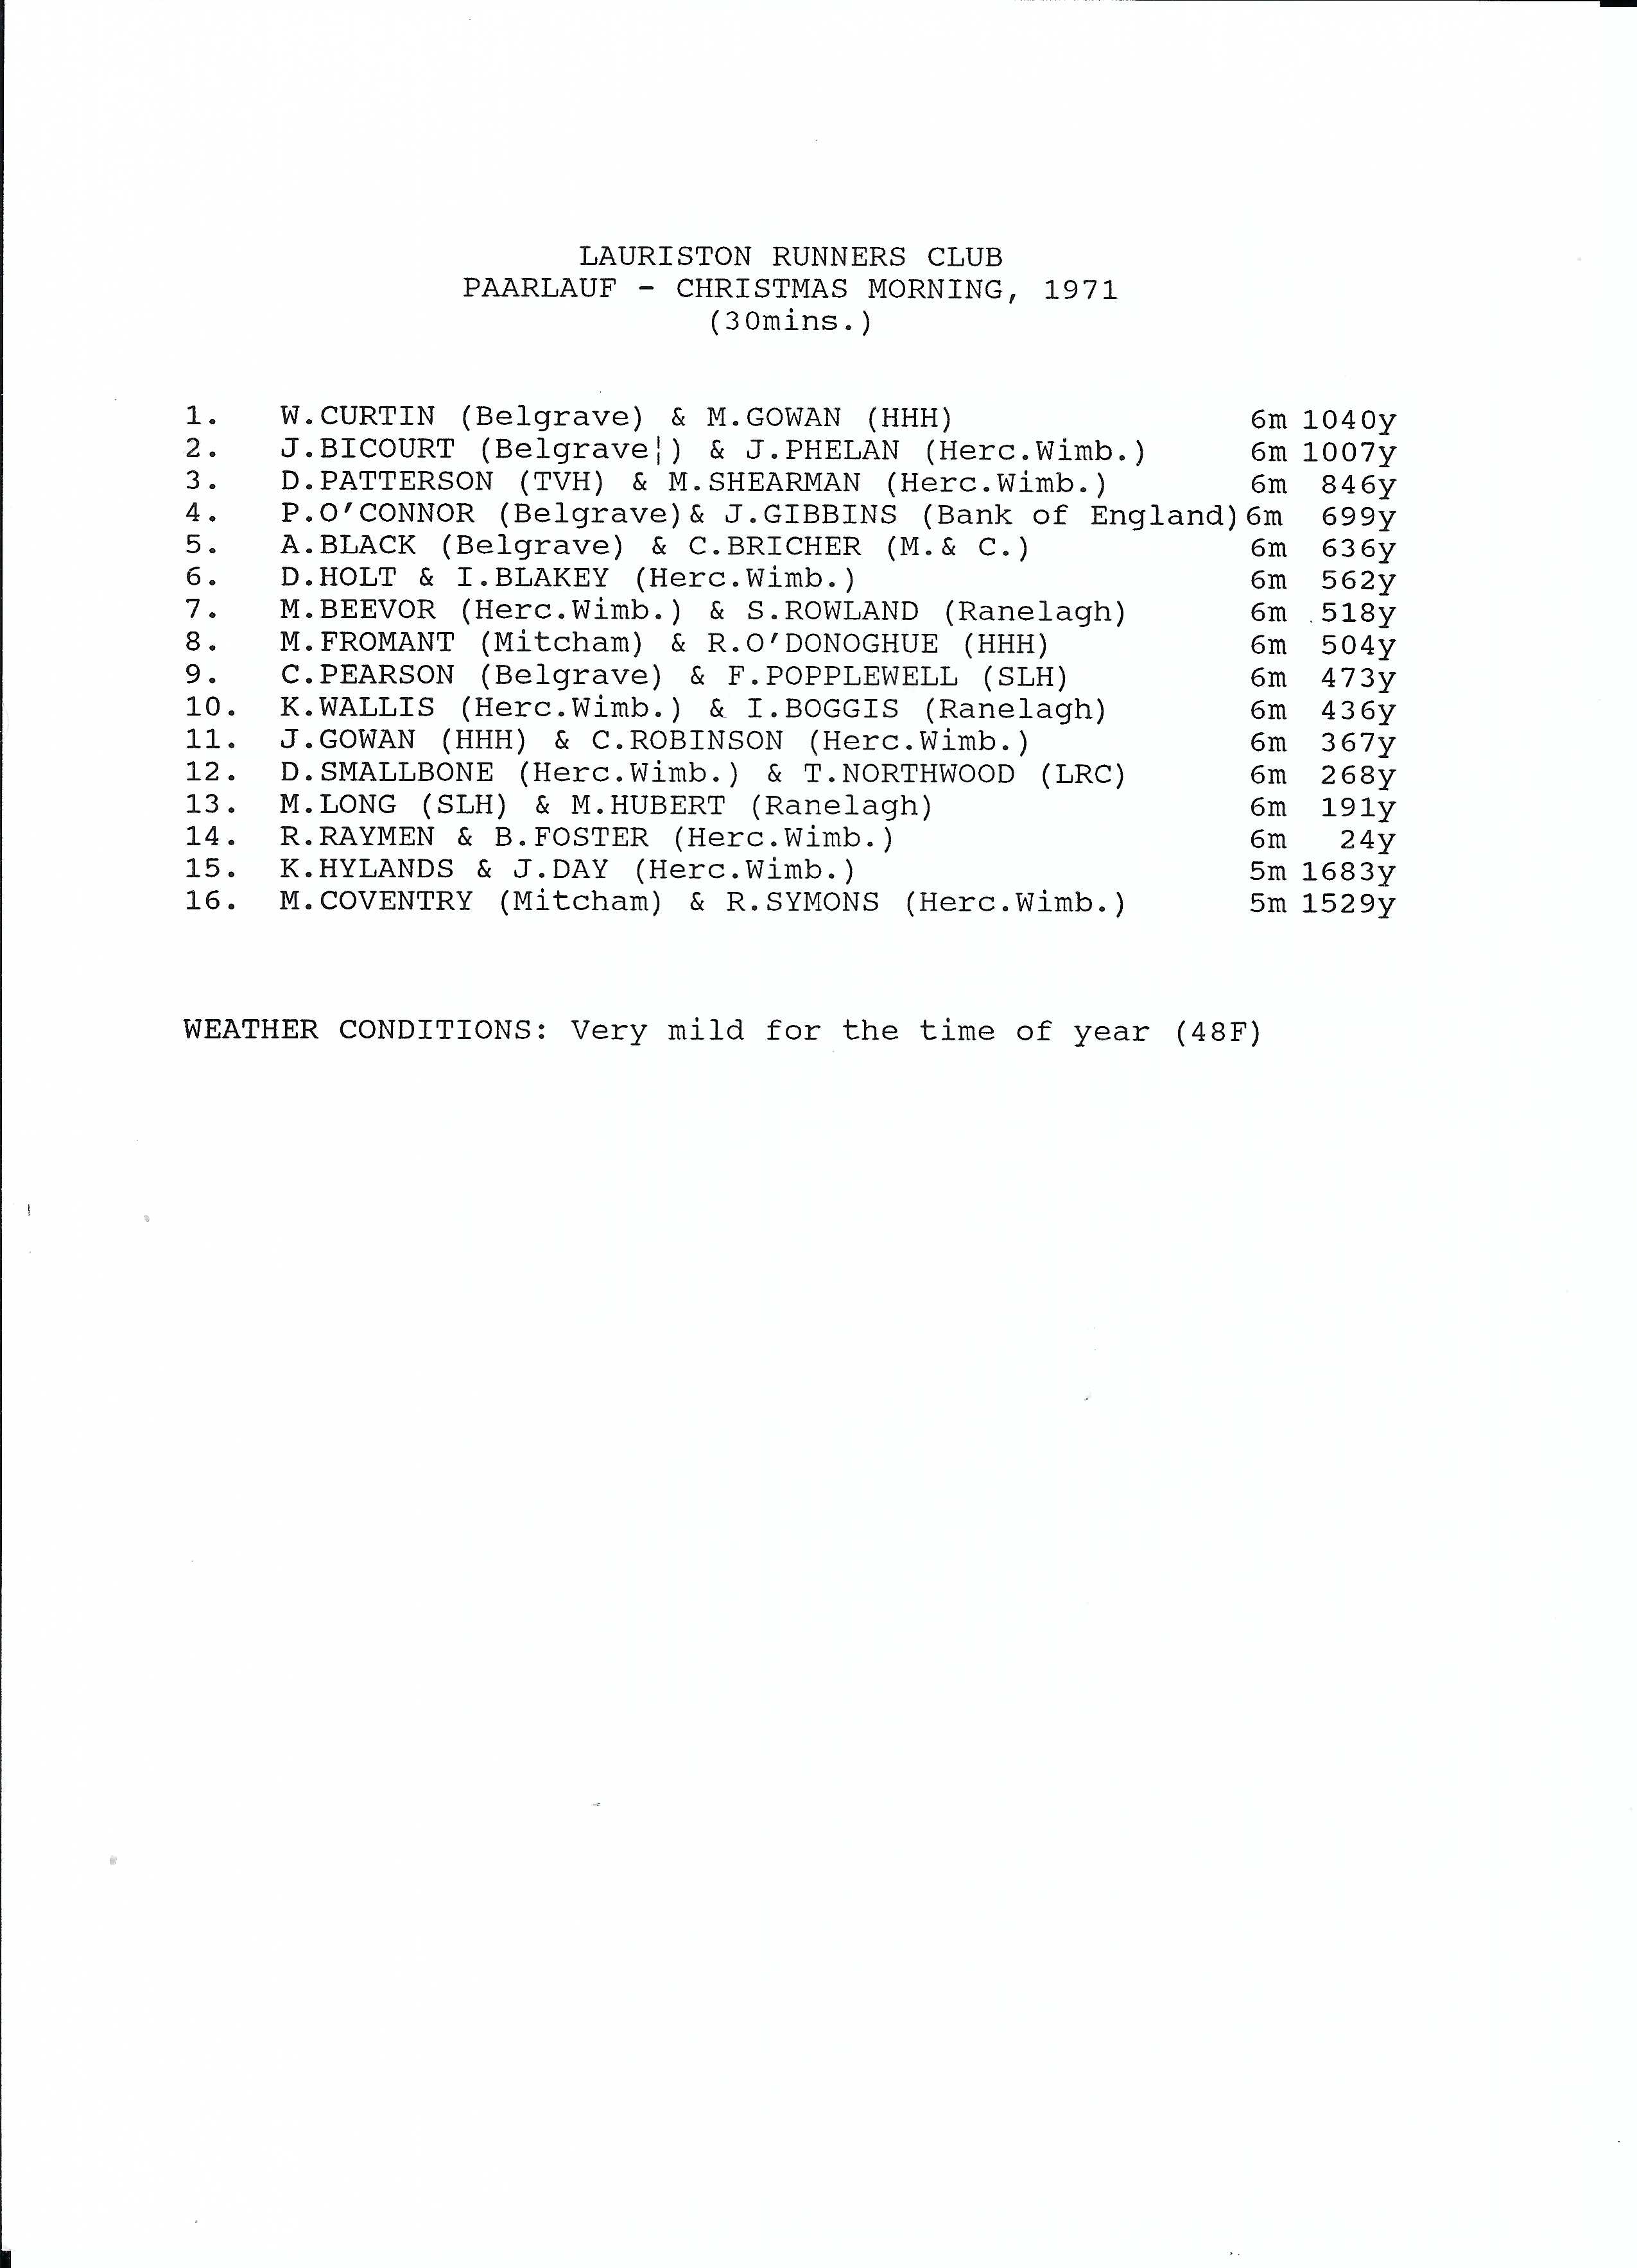 LAURISTON RUNNERS CLUB
PAARLAUF - CHRISTMAS MORNING, 1971
(30mins.)
1. W.CURTIN (Belgrave) & M.GOWAN (HHH) 6m 1040y
2. J.BICOURT (Belgrave¦) & J.PHELAN (Herc.Wimb.) 6m 1007y
3. D.PATTERSON (TVH) & M.SHEARMAN (Herc.Wimb.) 6m 846y
4. P.O'CONNOR (Belgrave)& J.GIBBINS (Bank of England) 6m 699y
5. A.BLACK (Belgrave) & C.BRICHER (M.& C.) 6m 636y
6. D.HOLT & I.BLAKEY (Herc.Wimb.) 6m 562y
7. M.BEEVOR (Herc.Wimb.) & S.ROWLAND (Ranelagh) 6m 518y
8. M.FROMANT (Mitcham) & R.O'DONOGHUE (HHH) 6m 504y
9. C.PEARSON (Belgrave) & F.POPPLEWELL (SLH) 6m 473y
10. K.WALLIS (Herc.Wimb.) & I.BOGGIS (Ranelagh) 6m 436y
11. J.GOWAN (HHH) & C.ROBINSON (Herc.Wimb.) 6m 367y
12. D.SMALLBONE (Herc.Wimb.) & T.NORTHWOOD (LRC) 6m 268y
13. M.LONG (SLH) & M.HUBERT (Ranelagh) 6m 191y
14. R.RAYMEN & B.FOSTER (Herc.Wimb.) 6m 24y
15. K.HYLANDS & J.DAY (Herc.Wimb.) 5m 1683y
16. M.COVENTRY (Mitcham) & R.SYMONS (Herc.Wimb.) 5m 1529y
WEATHER CONDITIONS: Very mild for the time of year (48F)